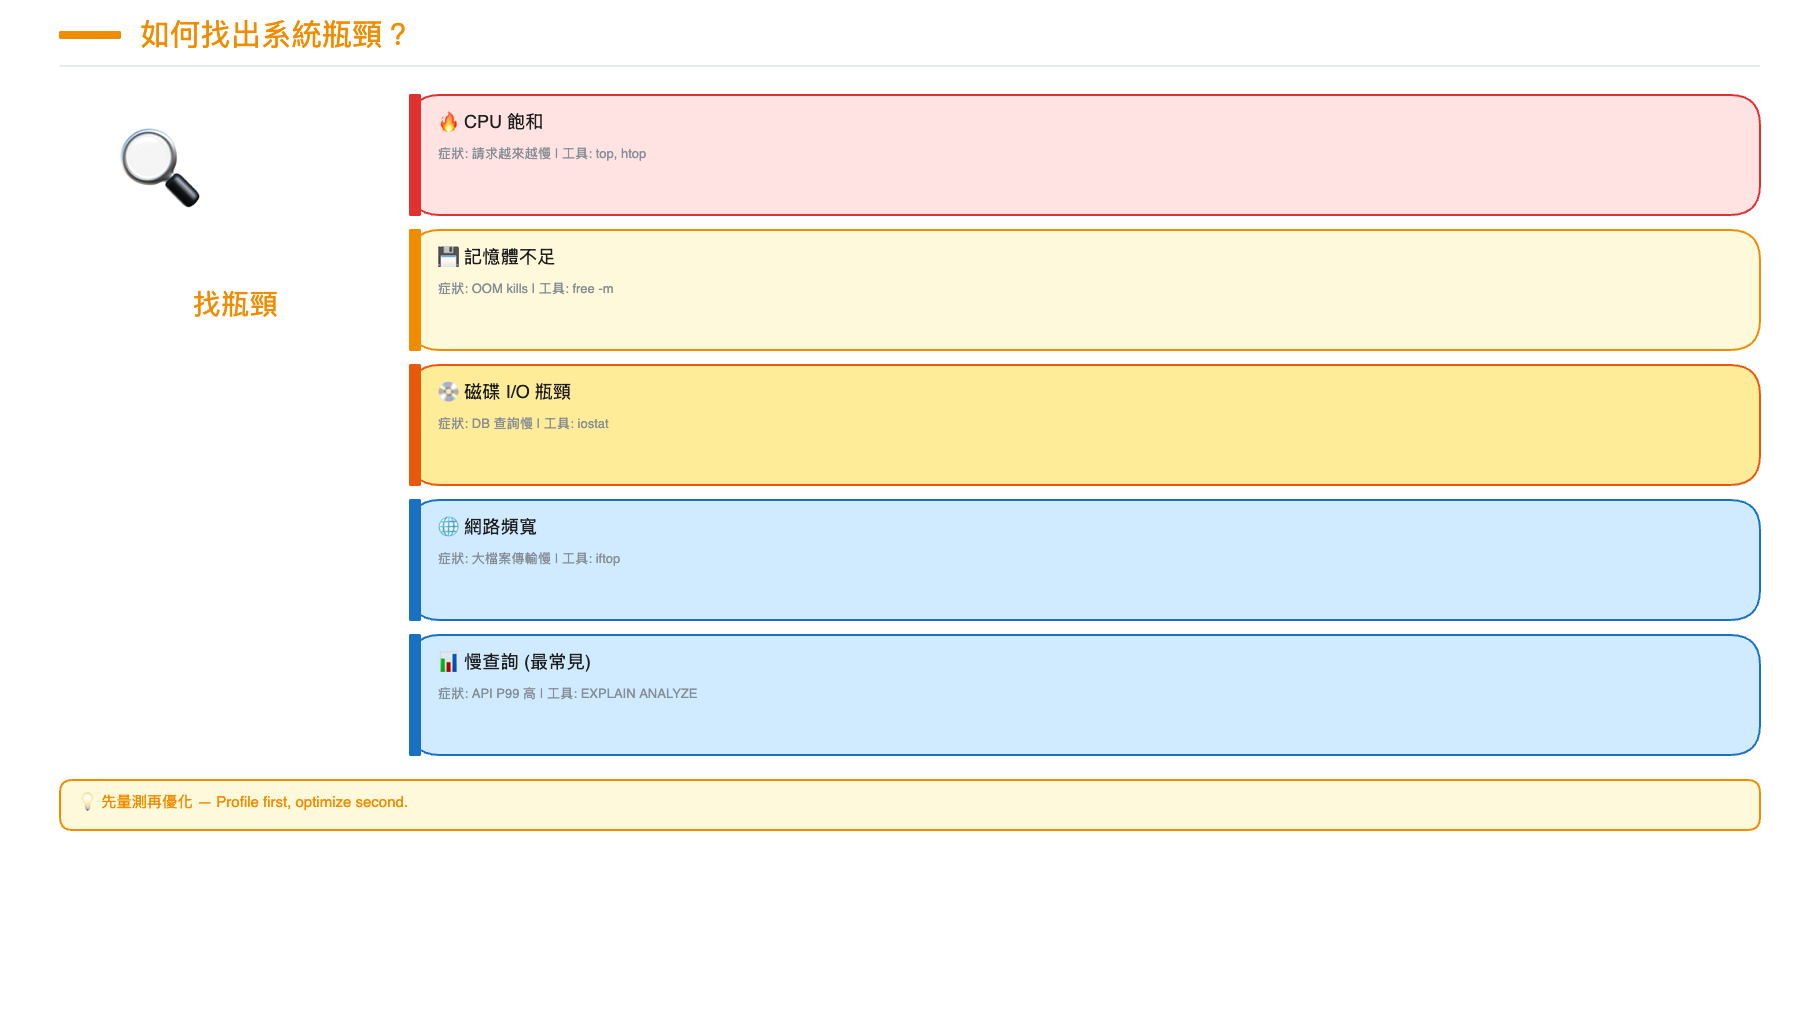 如何找出系統瓶頸？
找瓶頸
🔥 CPU 飽和
症狀: 請求越來越慢 | 工具: top, htop
💾 記憶體不足
症狀: OOM kills | 工具: free -m
💿 磁碟 I/O 瓶頸
症狀: DB 查詢慢 | 工具: iostat
🌐 網路頻寬
症狀: 大檔案傳輸慢 | 工具: iftop
📊 慢查詢 (最常見)
症狀: API P99 高 | 工具: EXPLAIN ANALYZE
💡 先量測再優化 — Profile first, optimize second.